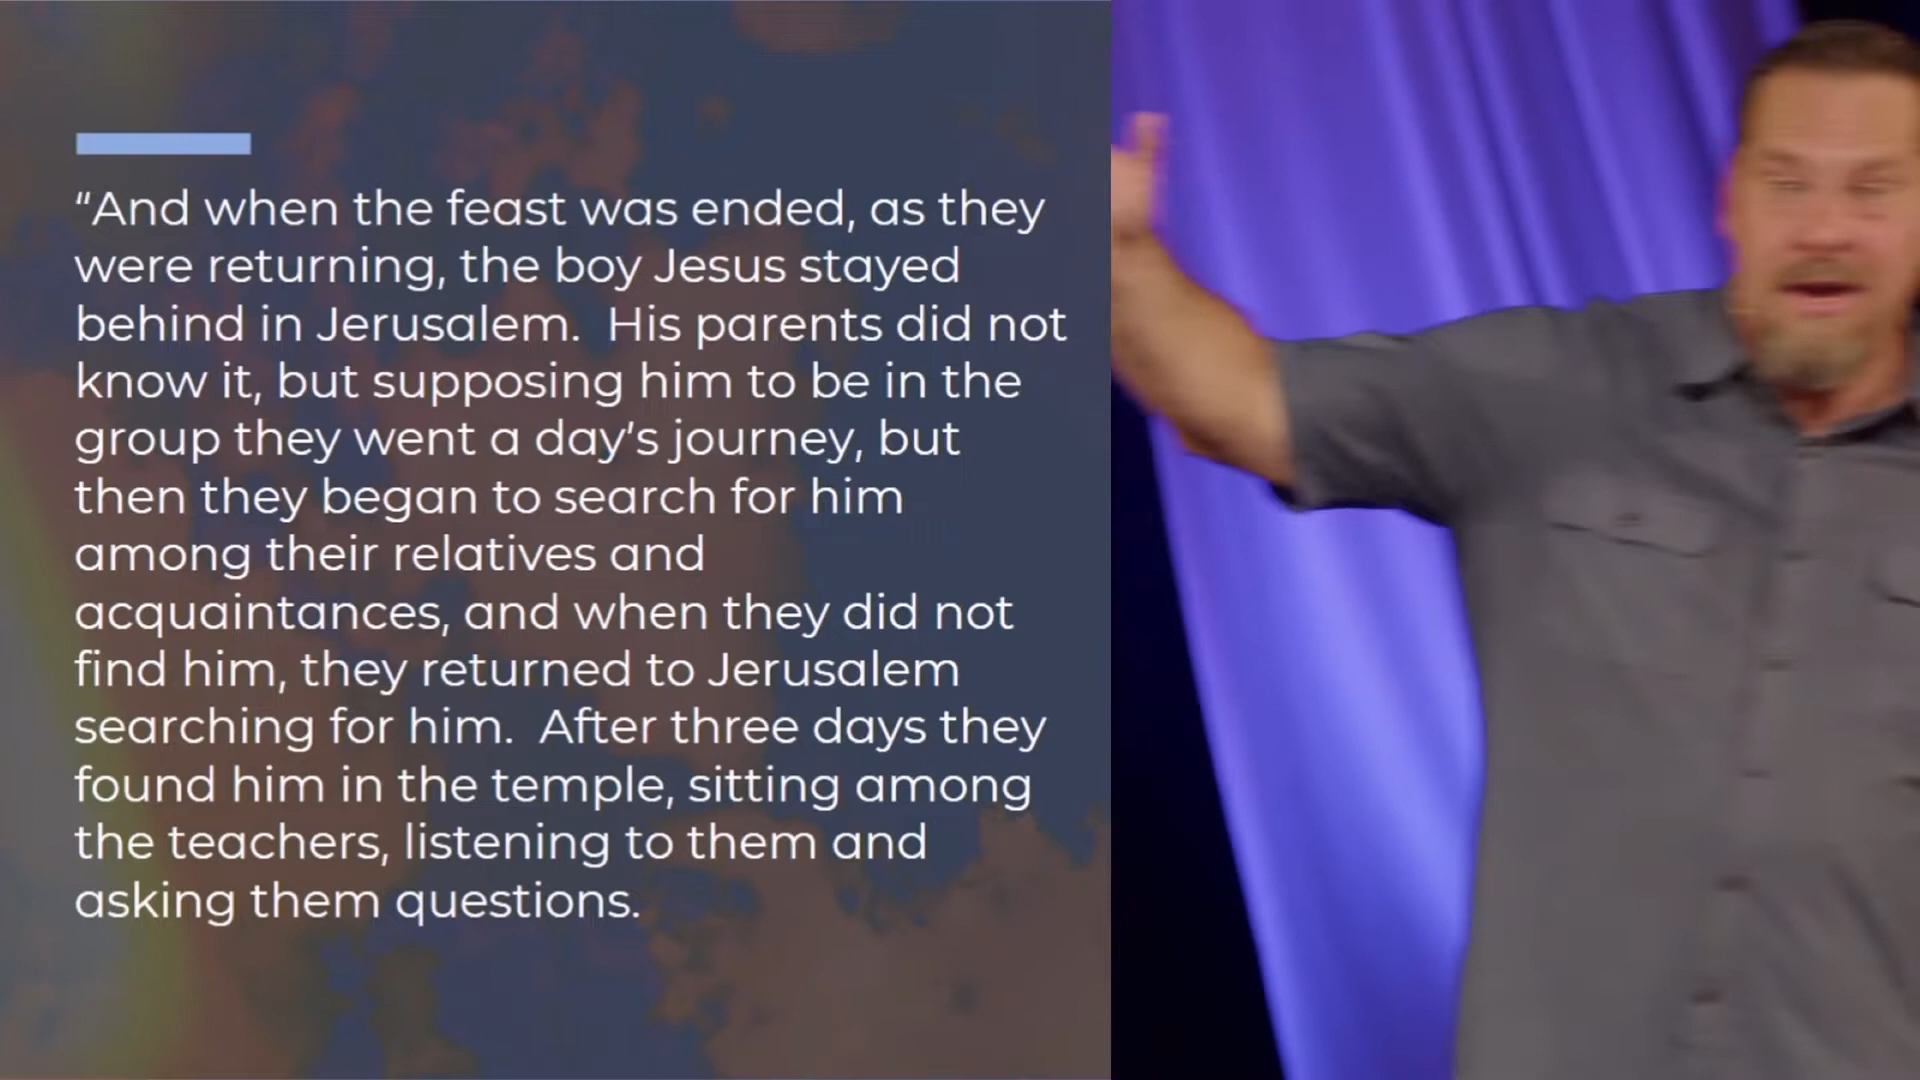 “And when the feast was ended, as they
were returning, the boy Jesus stayed
behind in Jerusalem.  His parents did not
know it, but supposing him to be in the
group they went a day’s journey, but
then they began to search for him
among their relatives and
acquaintances, and when they did not
find him, they returned to Jerusalem
searching for him.  After three days they
found him in the temple, sitting among
the teachers, listening to them and
asking them questions.